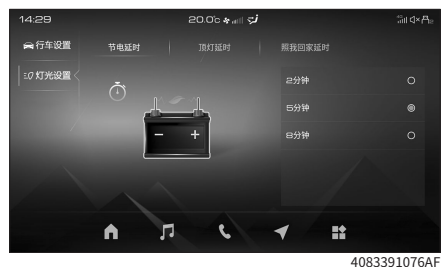 14:29
20.0℃
行车设置
灯光设置
节电延时
顶灯延时
照我回家延时
2分钟
5分钟
8分钟
4083391076AF